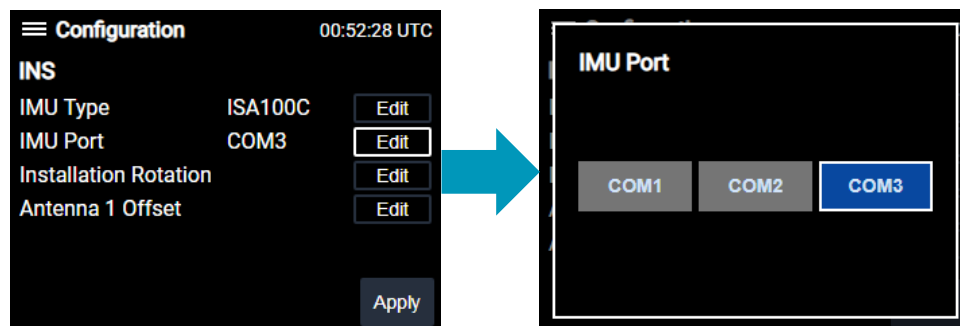 Configuration 00:52:28 UTC
INS
IMU Type ISA100C Edit
IMU Port COM3 Edit
Installation Rotation Edit
Antenna 1 Offset Edit
Apply
IMU Port
COM1 COM2 COM3